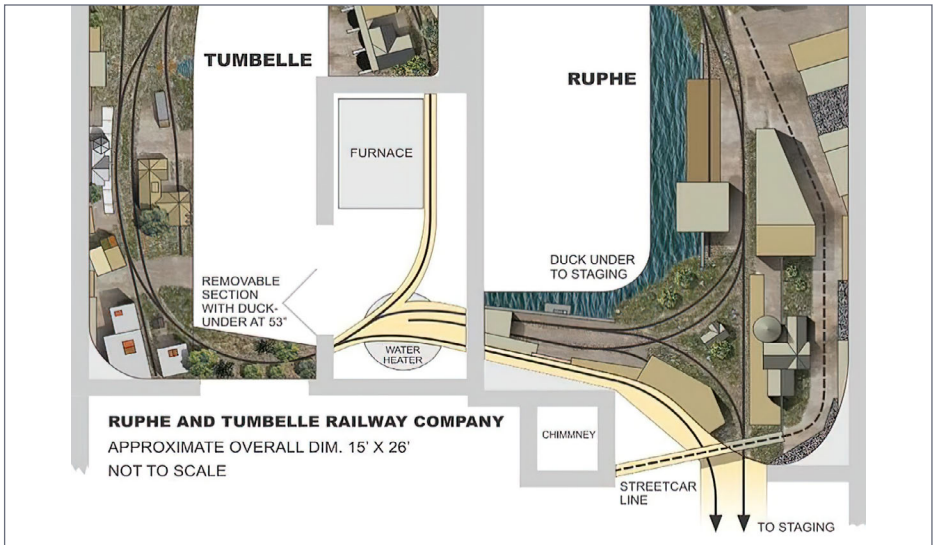 TUMBELLE
RUPHE
FURNACE
DUCK UNDER
TO STAGING
REMOVABLE
SECTION
WITH DUCK-
UNDER AT 53"
WATER
HEATER
RUPHE AND TUMBELLE RAILWAY COMPANY
APPROXIMATE OVERALL DIM. 15' X 26'
NOT TO SCALE
CHIMMNEY
STREETCAR
LINE
TO STAGING